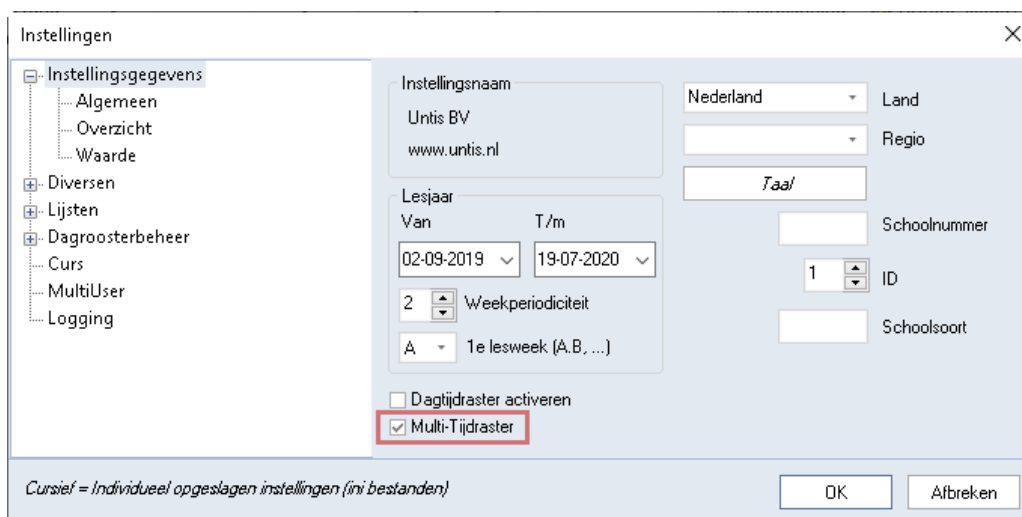 Instellingen
Instellingsgegevens
Algemeen
Overzicht
Waarde
Diversen
Lijsten
Dagroosterbeheer
Curs
MultiUser
Logging
Instellingsnaam
Untis BV
www.untis.nl
Lesjaar
Van T/m
02-09-2019 19-07-2020
2 Weekperiodiciteit
A 1e lesweek (A.B, ...)
Dagtijdraster activeren
Multi-Tijdraster
Nederland Land
Regio
Taal
Schoolnummer
1 ID
Schoolsoort
Cursief = Individueel opgeslagen instellingen (ini bestanden)
OK Afbreken